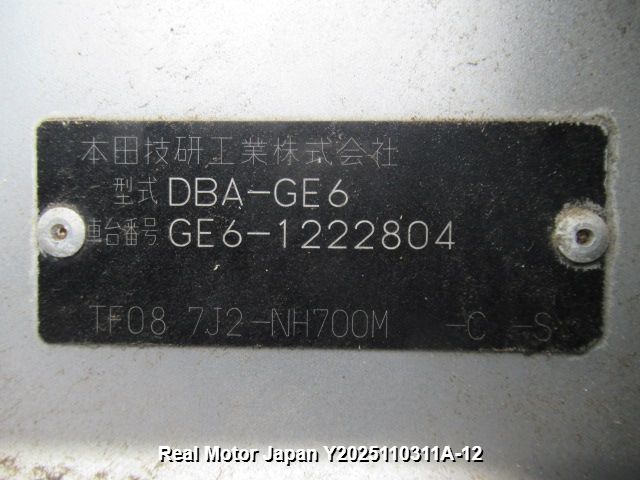 本田技研工業株式会社
型式 DBA-GE6
車台番号 GE6-1222804
TF08 7J2-NH700M -C -S
Real Motor Japan Y2025110311A-12